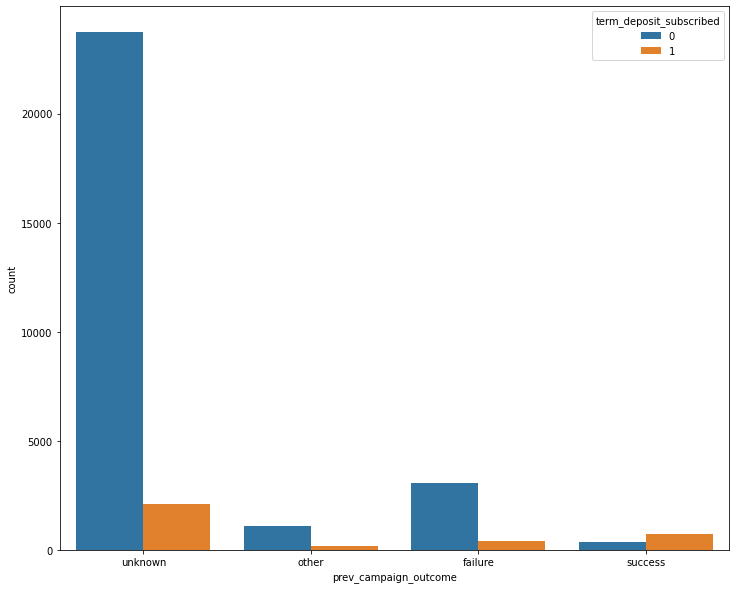 term_deposit_subscribed
0
1
20000
15000
10000
5000
0
count
unknown
other
failure
success
prev_campaign_outcome